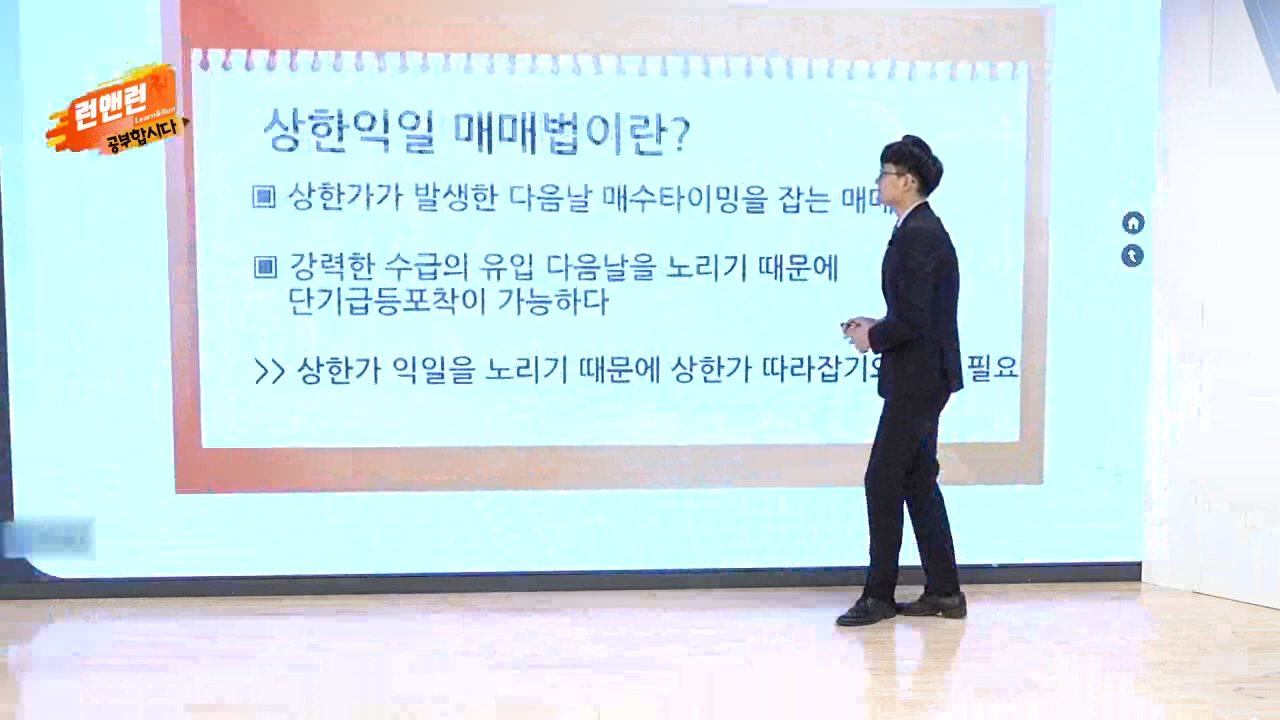 런앤런
Learn&Run
공부합시다
상한익일 매매법이란?
▣ 상한가가 발생한 다음날 매수타이밍을 잡는
▣ 강력한 수급의 유입 다음날을 노리기 때문에
단기급등포착이 가능하다
>> 상한가 익일을 노리기 때문에 상한가 따라잡기 필요